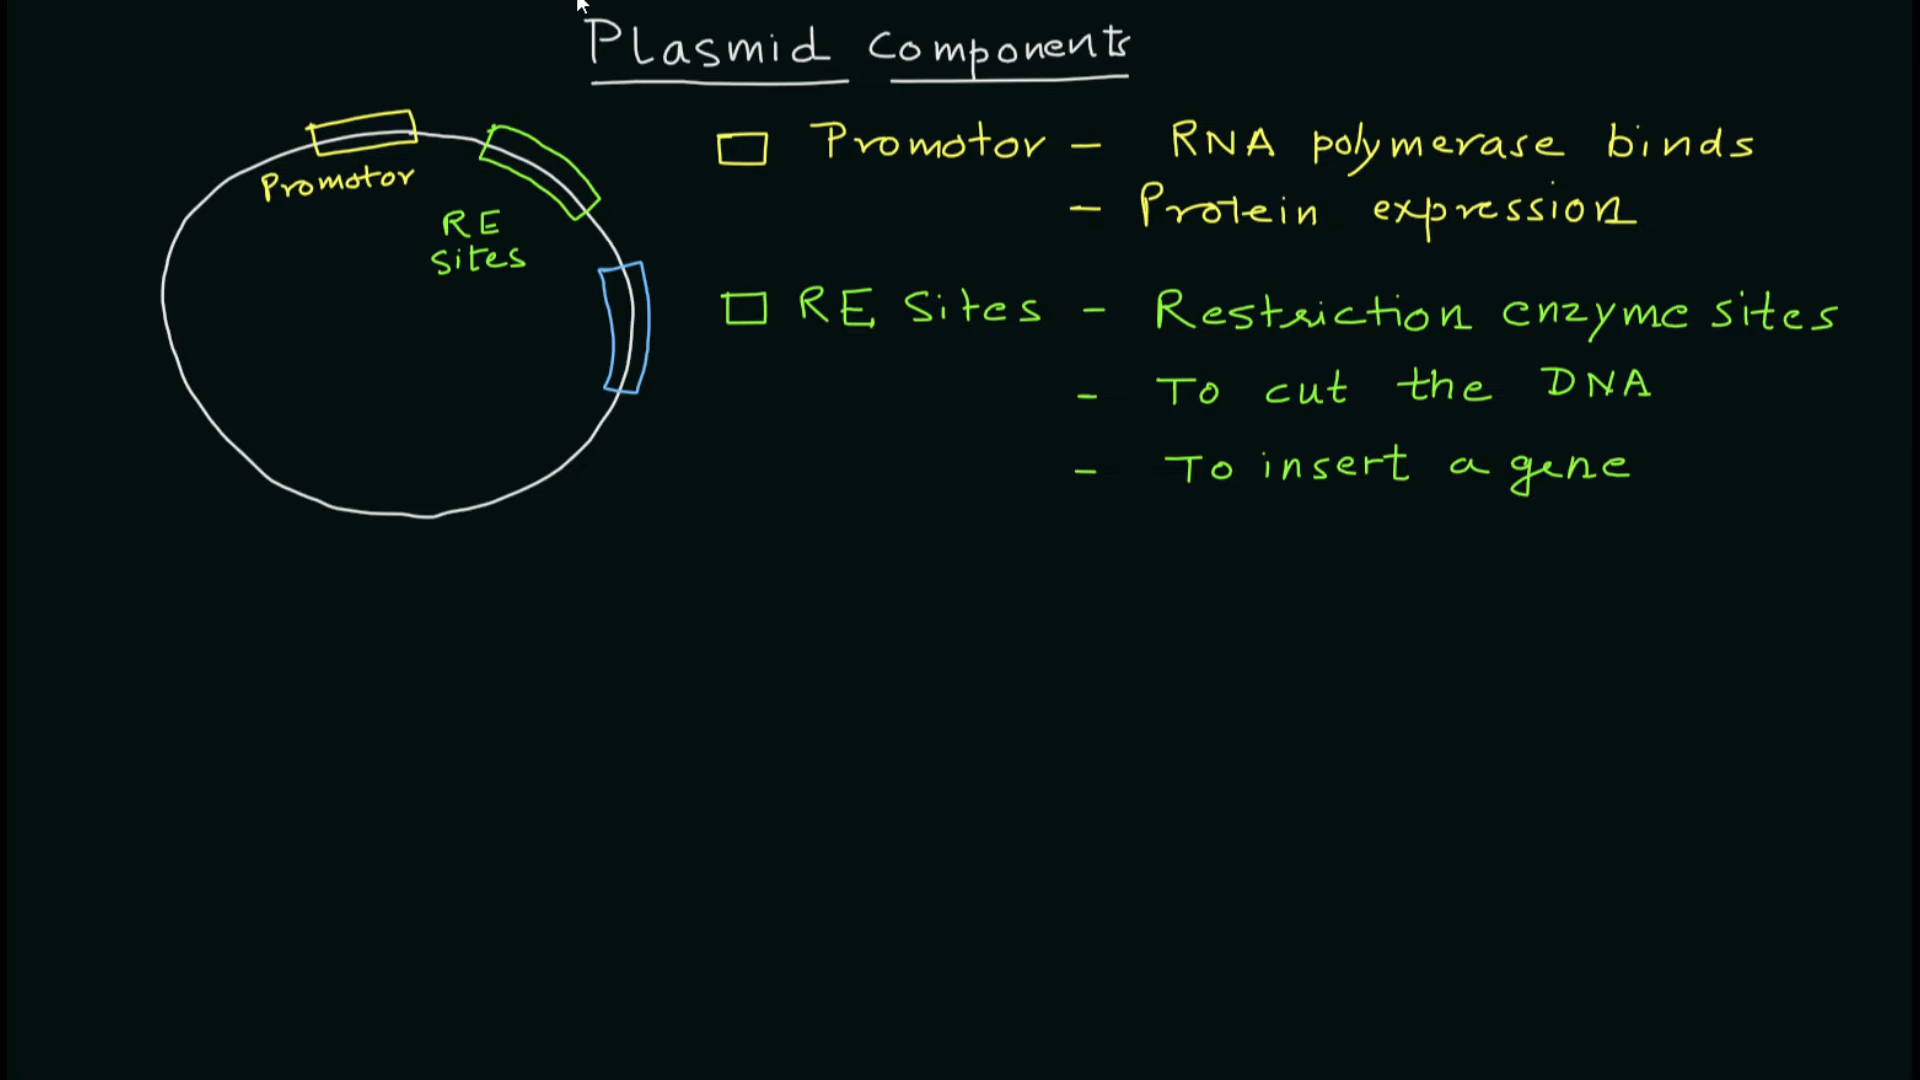 Plasmid Components
Promotor
RE
sites
Promotor - RNA polymerase binds
- Protein expression
RE Sites - Restriction enzyme sites
- To cut the DNA
- To insert a gene